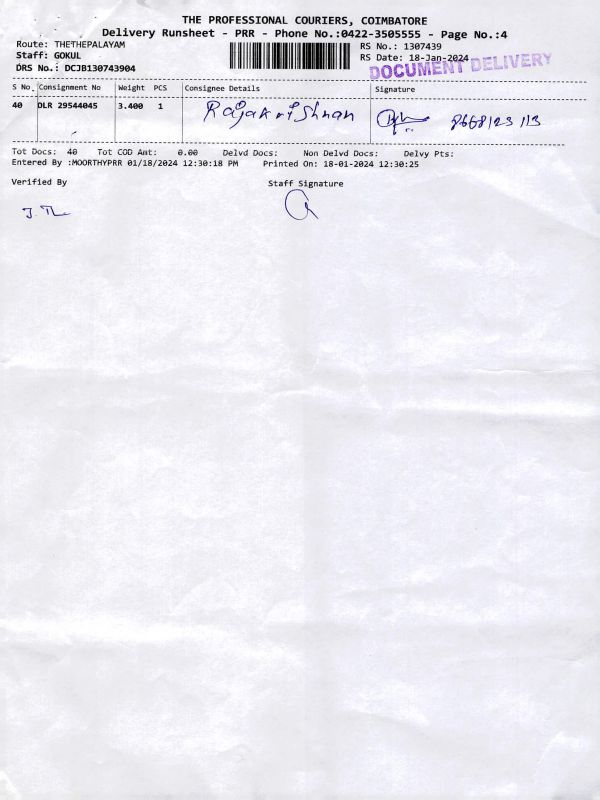 THE PROFESSIONAL COURIERS, COIMBATORE
Delivery Runsheet - PRR - Phone No.:0422-3505555 - Page No.:4
Route: THETHEPALAYAM RS No.: 1307439
Staff: GOKUL RS Date: 18-Jan-2024
DRS No.: DCJB130743904 DOCUMENT DELIVERY
S No. Consignment No Weight PCS Consignee Details Signature
40 DLR 29544045 3.400 1 Rajakrishnan 8668123113
Tot Docs: 40 Tot COD Amt: 0.00 Delvd Docs: Non Delvd Docs: Delvy Pts:
Entered By :MOORTHYPRR 01/18/2024 12:30:18 PM Printed On: 18-01-2024 12:30:25
Verified By Staff Signature